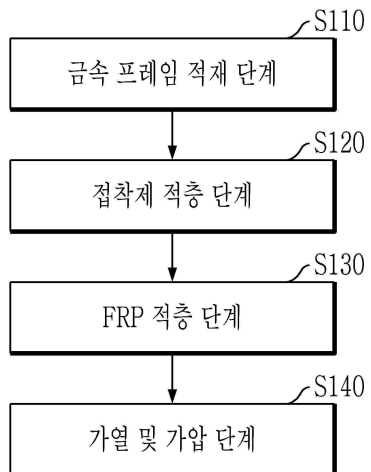 S110
금속 프레임 적재 단계
S120
접착제 적층 단계
S130
FRP 적층 단계
S140
가열 및 가압 단계